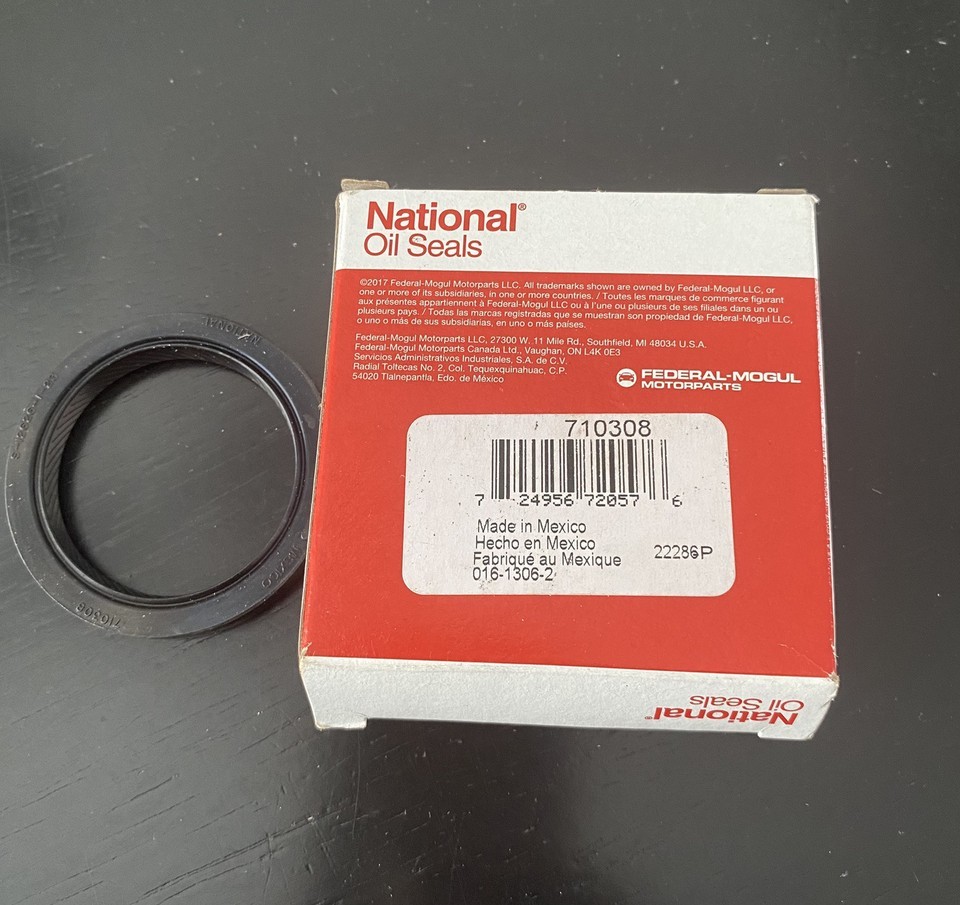 National®
Oil Seals
©2017 Federal-Mogul Motorparts LLC. All trademarks shown are owned by Federal-Mogul LLC, or
one or more of its subsidiaries, in one or more countries. / Toutes les marques de commerce figurant
aux présentes appartiennent à Federal-Mogul LLC ou à l'une ou plusieurs de ses filiales dans un ou
plusieurs pays. / Todas las marcas registradas que se muestran son propiedad de Federal-Mogul LLC,
o uno o más de sus subsidiarias, en uno o más países.
Federal-Mogul Motorparts LLC, 27300 W. 11 Mile Rd., Southfield, MI 48034 U.S.A.
Federal-Mogul Motorparts Canada Ltd., Vaughan, ON L4K 0E3
Servicios Administrativos Industriales, S.A. de C.V.
Radial Toltecas No. 2, Col. Tequexquinahuac, C.P.
54020 Tlalnepantla, Edo. de México
FEDERAL-MOGUL
MOTORPARTS
710308
7 24956 72057 6
Made in Mexico
Hecho en Mexico
Fabriqué au Mexique
016-1306-2
22286P
National®
Oil Seals
NATIONAL
710308